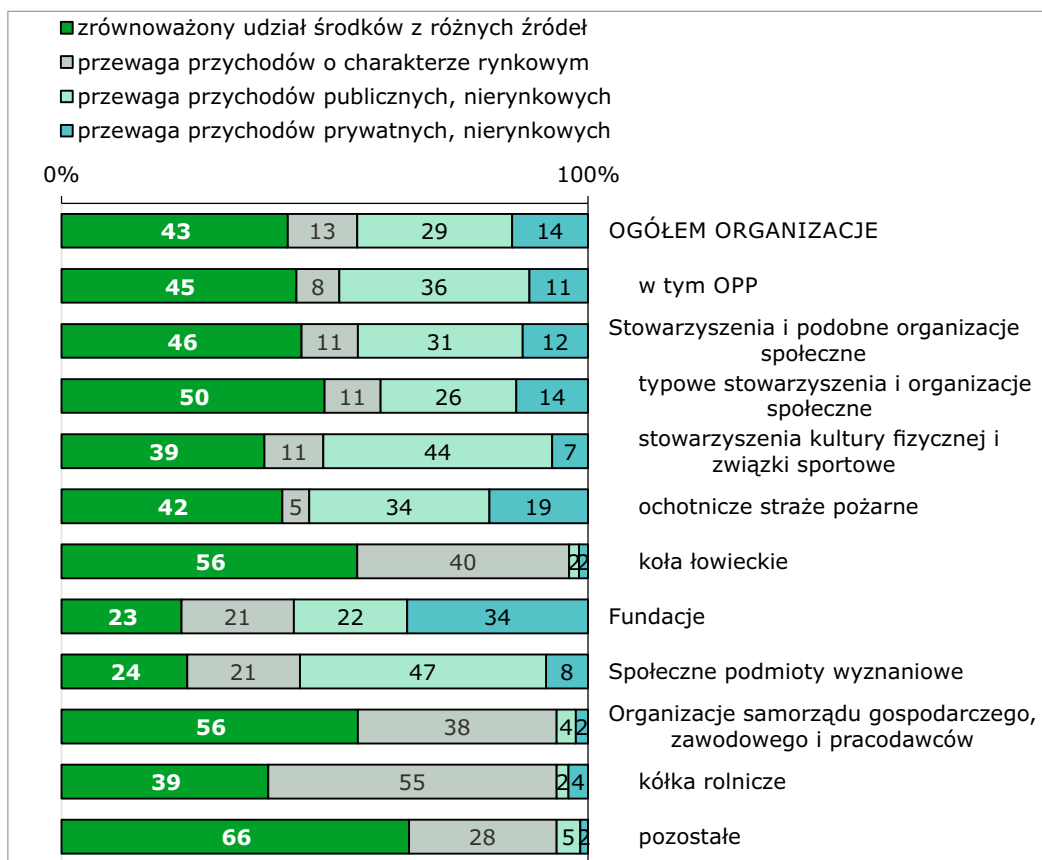 zrównoważony udział środków z różnych źródeł
przewaga przychodów o charakterze rynkowym
przewaga przychodów publicznych, nierynkowych
przewaga przychodów prywatnych, nierynkowych
0% 100%
43 13 29 14 OGÓŁEM ORGANIZACJE
45 8 36 11 w tym OPP
46 11 31 12 Stowarzyszenia i podobne organizacje
społeczne
50 11 26 14 typowe stowarzyszenia i organizacje
społeczne
39 11 44 7 stowarzyszenia kultury fizycznej i
związki sportowe
42 5 34 19 ochotnicze straże pożarne
56 40 2 2 koła łowieckie
23 21 22 34 Fundacje
24 21 47 8 Społeczne podmioty wyznaniowe
56 38 4 2 Organizacje samorządu gospodarczego,
zawodowego i pracodawców
39 55 2 4 kółka rolnicze
66 28 5 2 pozostałe